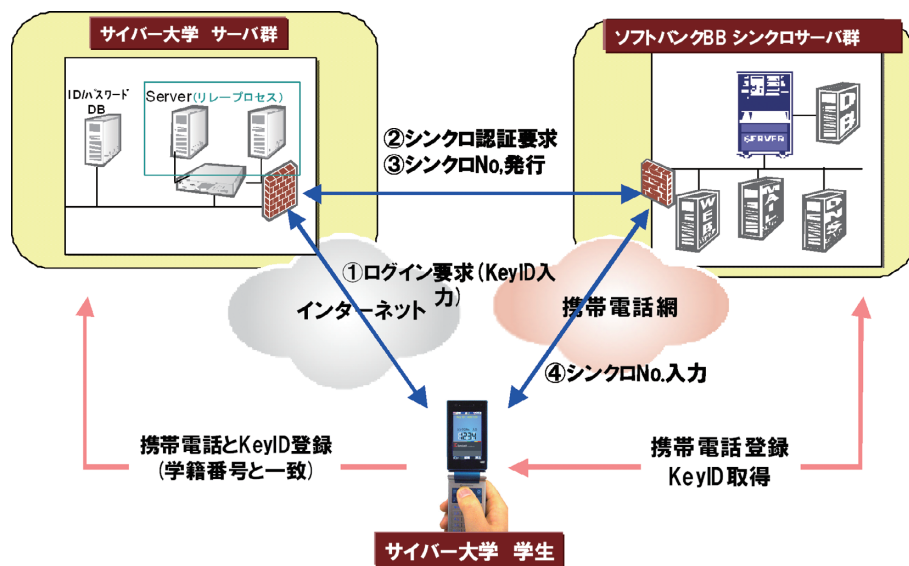 サイバー大学 サーバ群
ソフトバンクBB シンクロサーバ群
ID/パスワード
DB
Server(リレープロセス)
②シンクロ認証要求
③シンクロNo,発行
SERVER
DB
WEB
MAIL
DNS
①ログイン要求(KeyID入
力)
インターネット
携帯電話網
④シンクロNo.入力
1234
携帯電話とKeyID登録
(学籍番号と一致)
携帯電話登録
KeyID取得
サイバー大学 学生